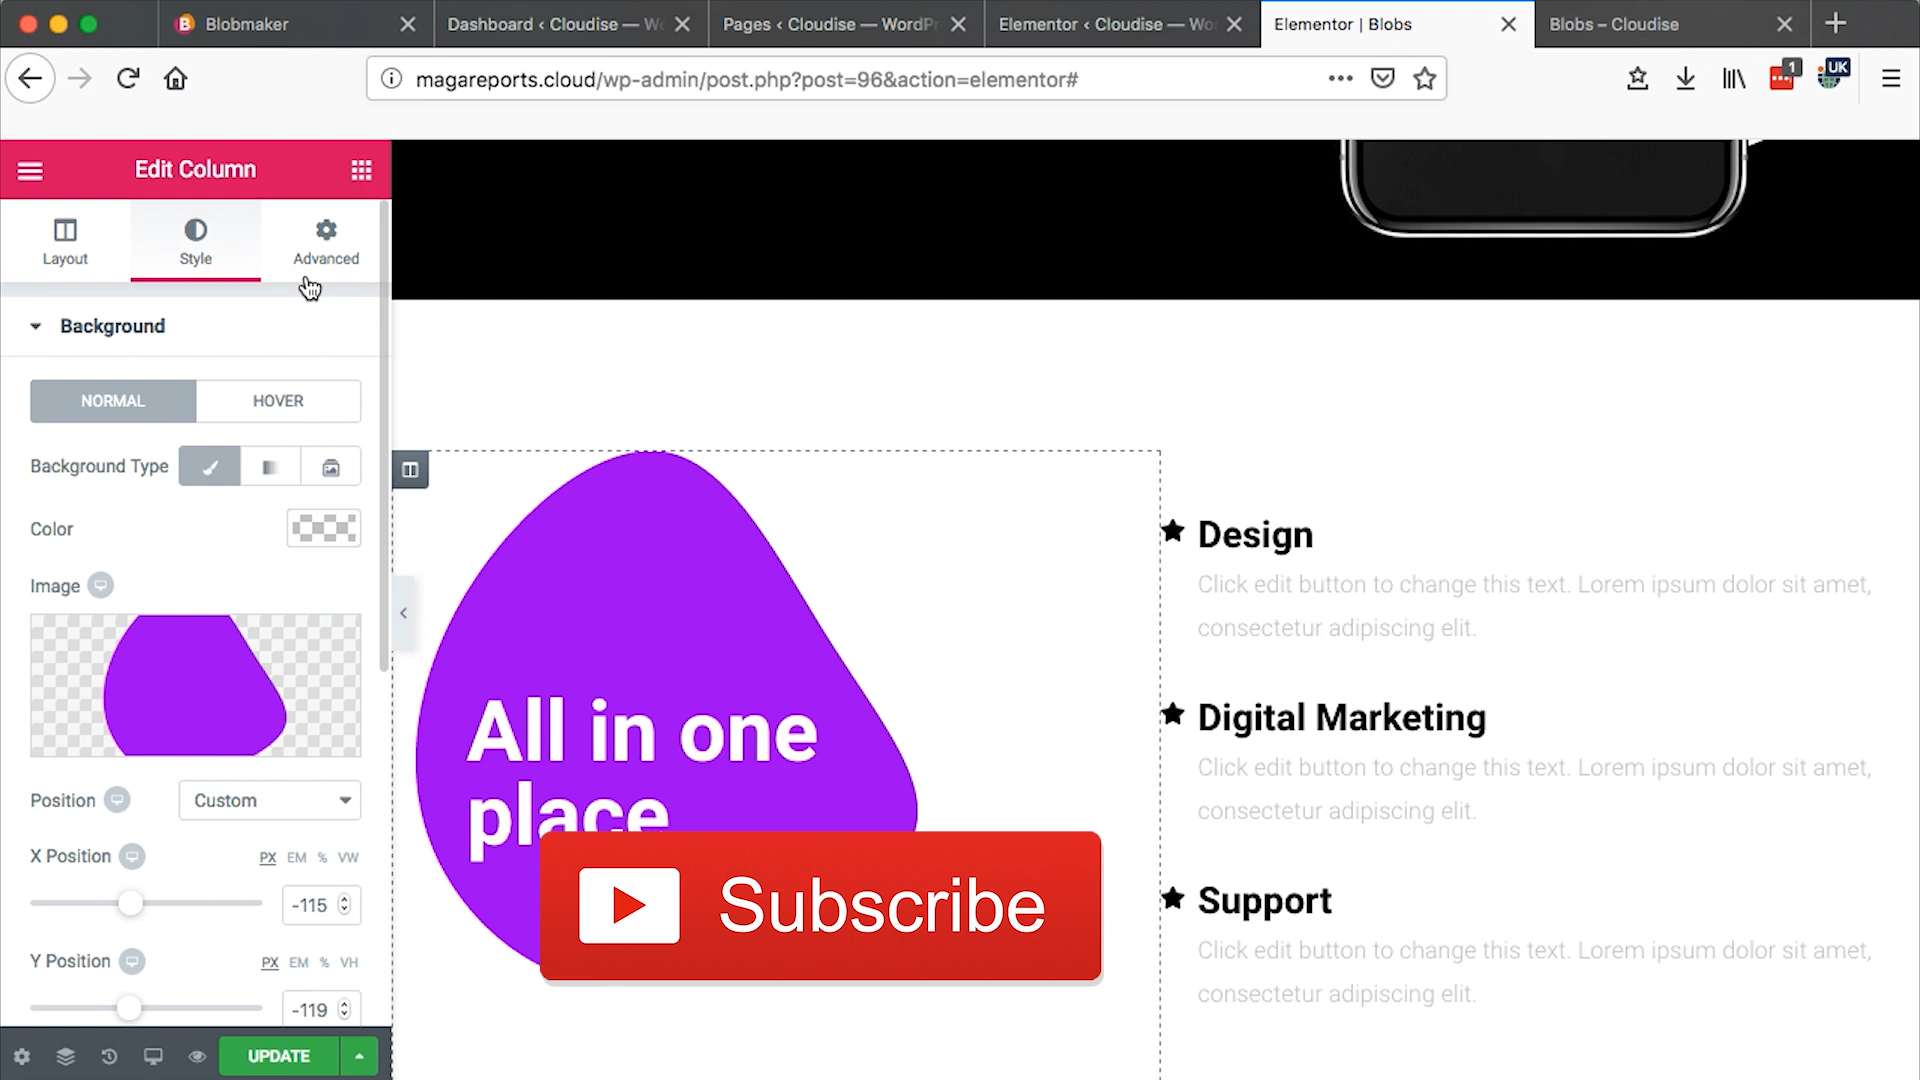 Blobmaker
Dashboard ‹ Cloudise — Wo
Pages ‹ Cloudise — WordPr
Elementor ‹ Cloudise — Wo
Elementor | Blobs
Blobs – Cloudise
magareports.cloud/wp-admin/post.php?post=96&action=elementor#
1
UK
Edit Column
Layout
Style
Advanced
Background
NORMAL
HOVER
Background Type
Color
Image
Position
Custom
X Position
PX EM % VW
-115
Y Position
PX EM % VH
-119
UPDATE
All in one
place
Subscribe
Design
Click edit button to change this text. Lorem ipsum dolor sit amet,
consectetur adipiscing elit.
Digital Marketing
Click edit button to change this text. Lorem ipsum dolor sit amet,
consectetur adipiscing elit.
Support
Click edit button to change this text. Lorem ipsum dolor sit amet,
consectetur adipiscing elit.